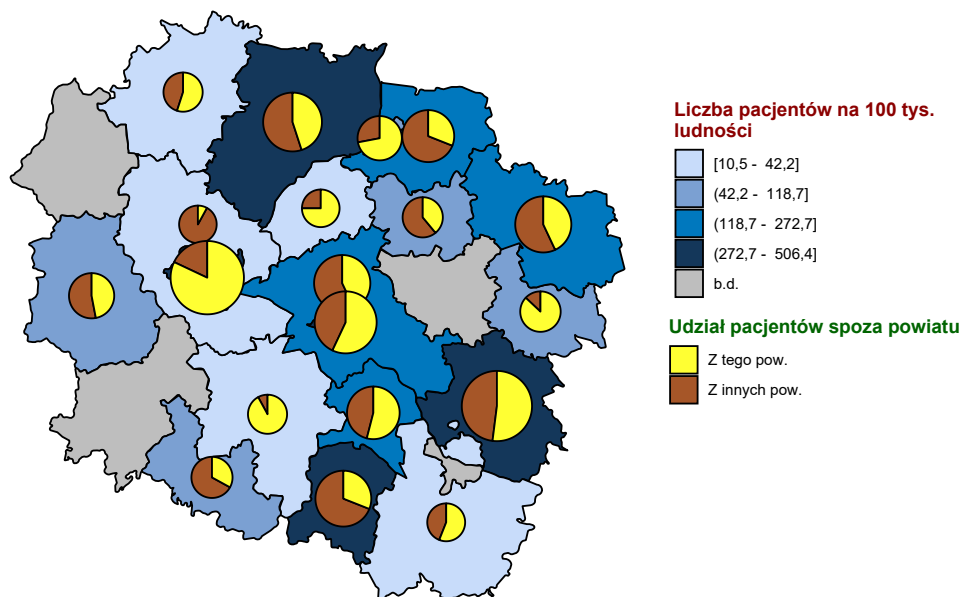 Liczba pacjentów na 100 tys.
ludności
[10,5 - 42,2]
(42,2 - 118,7]
(118,7 - 272,7]
(272,7 - 506,4]
b.d.
Udział pacjentów spoza powiatu
Z tego pow.
Z innych pow.